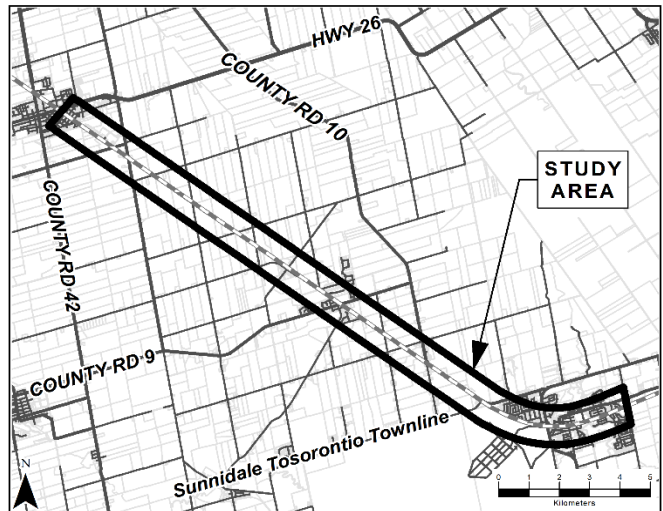 HWY 26
COUNTY RD 10
STUDY
AREA
COUNTY RD 42
COUNTY RD 9
Sunnidale Tosorontio Townline
N
0 1 2 3 4 5
Kilometers